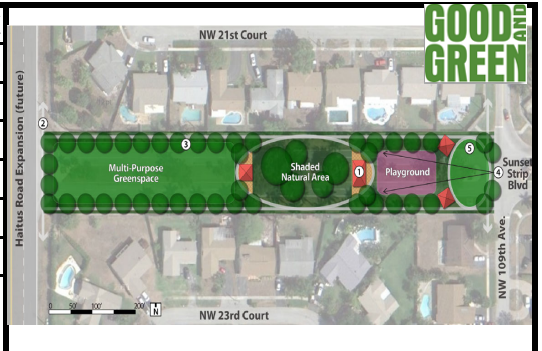 GOOD AND
GREEN
NW 21st Court
Haitus Road Expansion (future)
2
3
5
Multi-Purpose
Greenspace
Shaded
Natural Area
1
Playground
4
Sunset
Strip
Blvd
NW 109th Ave.
0 50' 100' 200'
N
NW 23rd Court